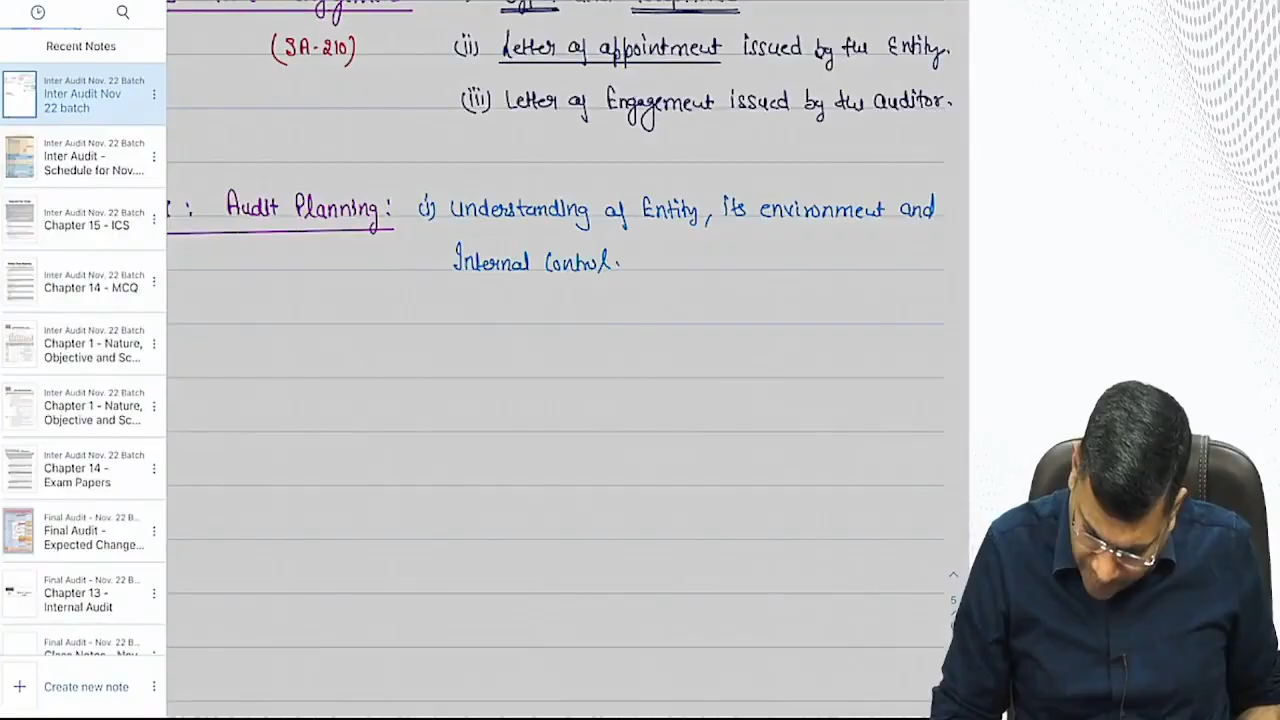 Recent Notes
Inter Audit Nov. 22 Batch
Inter Audit Nov
22 batch
Inter Audit Nov. 22 Batch
Inter Audit -
Schedule for Nov....
Inter Audit Nov. 22 Batch
Chapter 15 - ICS
Inter Audit Nov. 22 Batch
Chapter 14 - MCQ
Inter Audit Nov. 22 Batch
Chapter 1 - Nature,
Objective and Sc...
Inter Audit Nov. 22 Batch
Chapter 1 - Nature,
Objective and Sc...
Inter Audit Nov. 22 Batch
Chapter 14 -
Exam Papers
Final Audit - Nov. 22 B...
Final Audit -
Expected Change...
Final Audit - Nov. 22 B...
Chapter 13 -
Internal Audit
Final Audit - Nov. 22 B...
Create new note
(SA-210)
(ii) Letter of appointment issued by the Entity.
(iii) Letter of Engagement issued by the auditor.
: Audit Planning: (i) Understanding of Entity, its environment and
Internal Control.
5